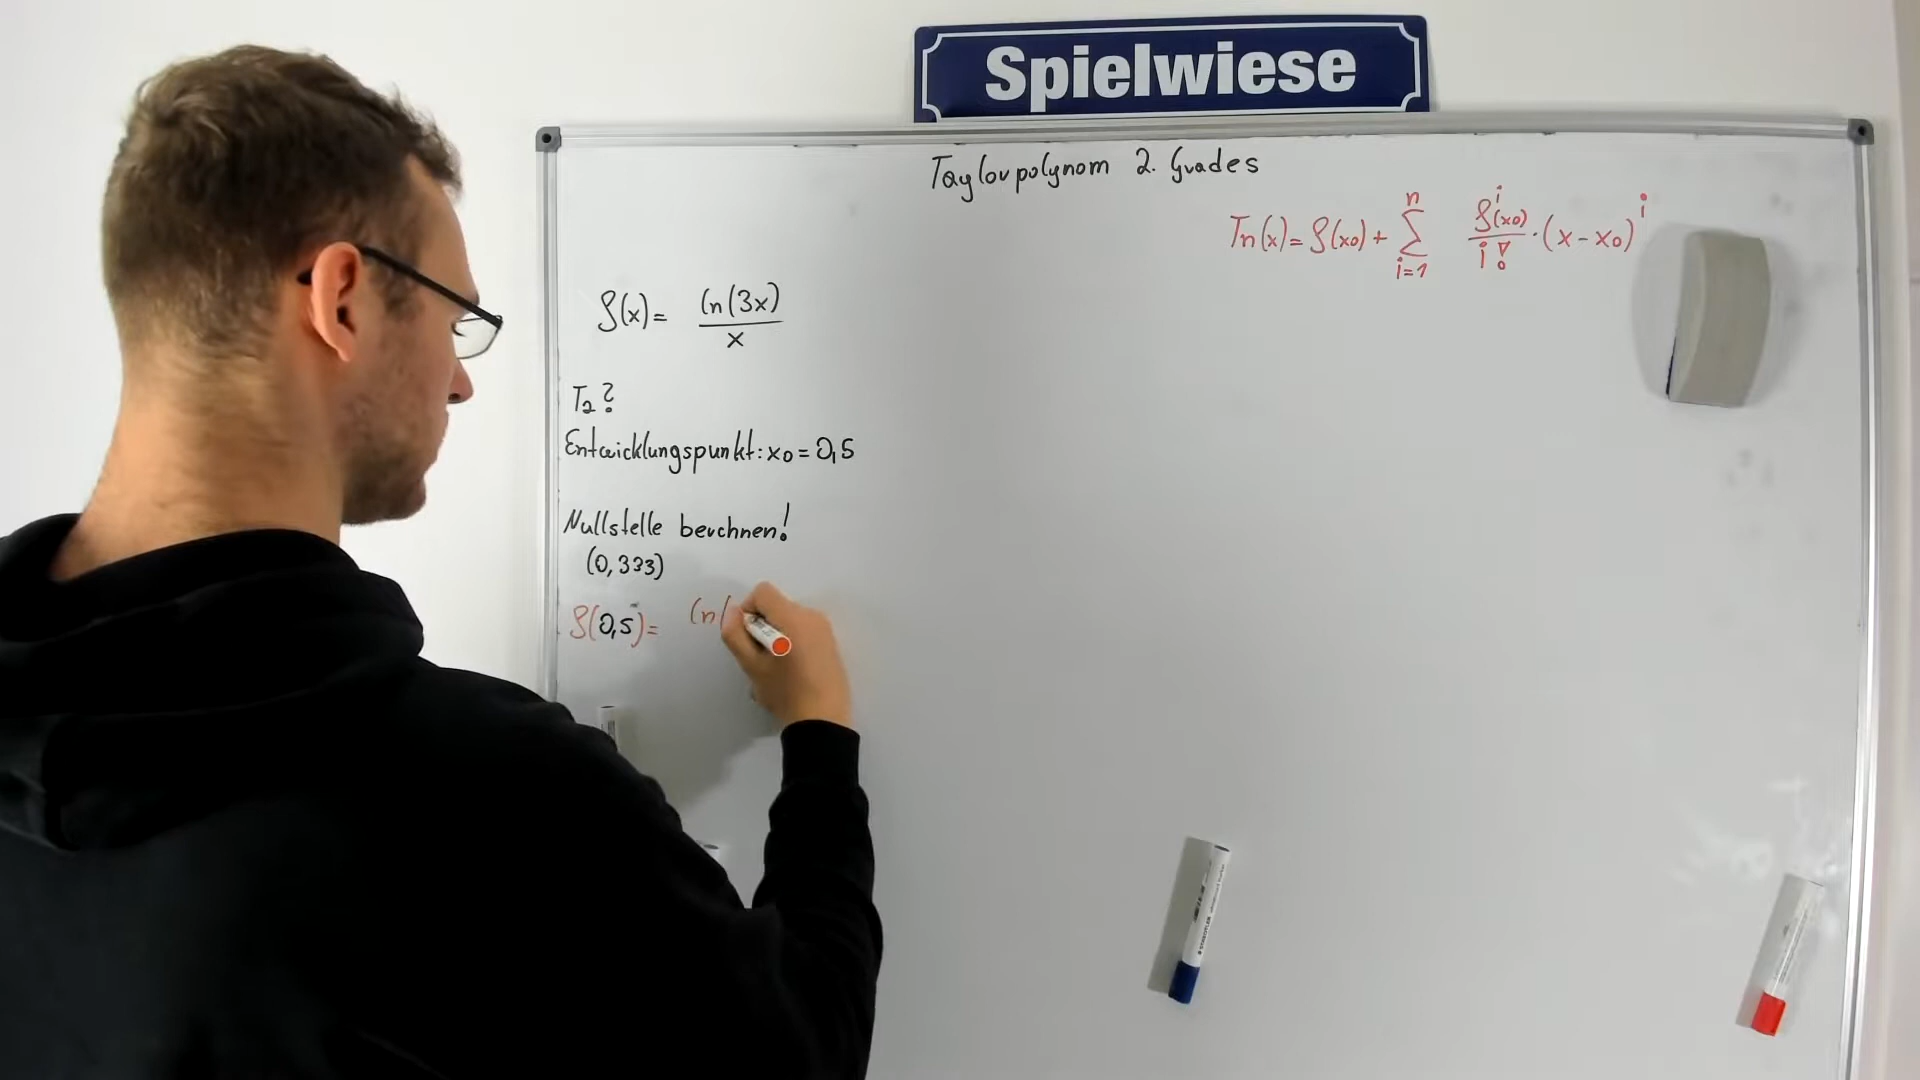 Spielwiese
Taylorpolynom 2. Grades
Tn(x) = f(x0) + n∑i=1 f^i(x0)/i! · (x - x0)^i
f(x) = ln(3x)/x
T2?
Entwicklungspunkt: x0 = 0,5
Nullstelle berchnen!
(0,333)
f(0,5) = ln(